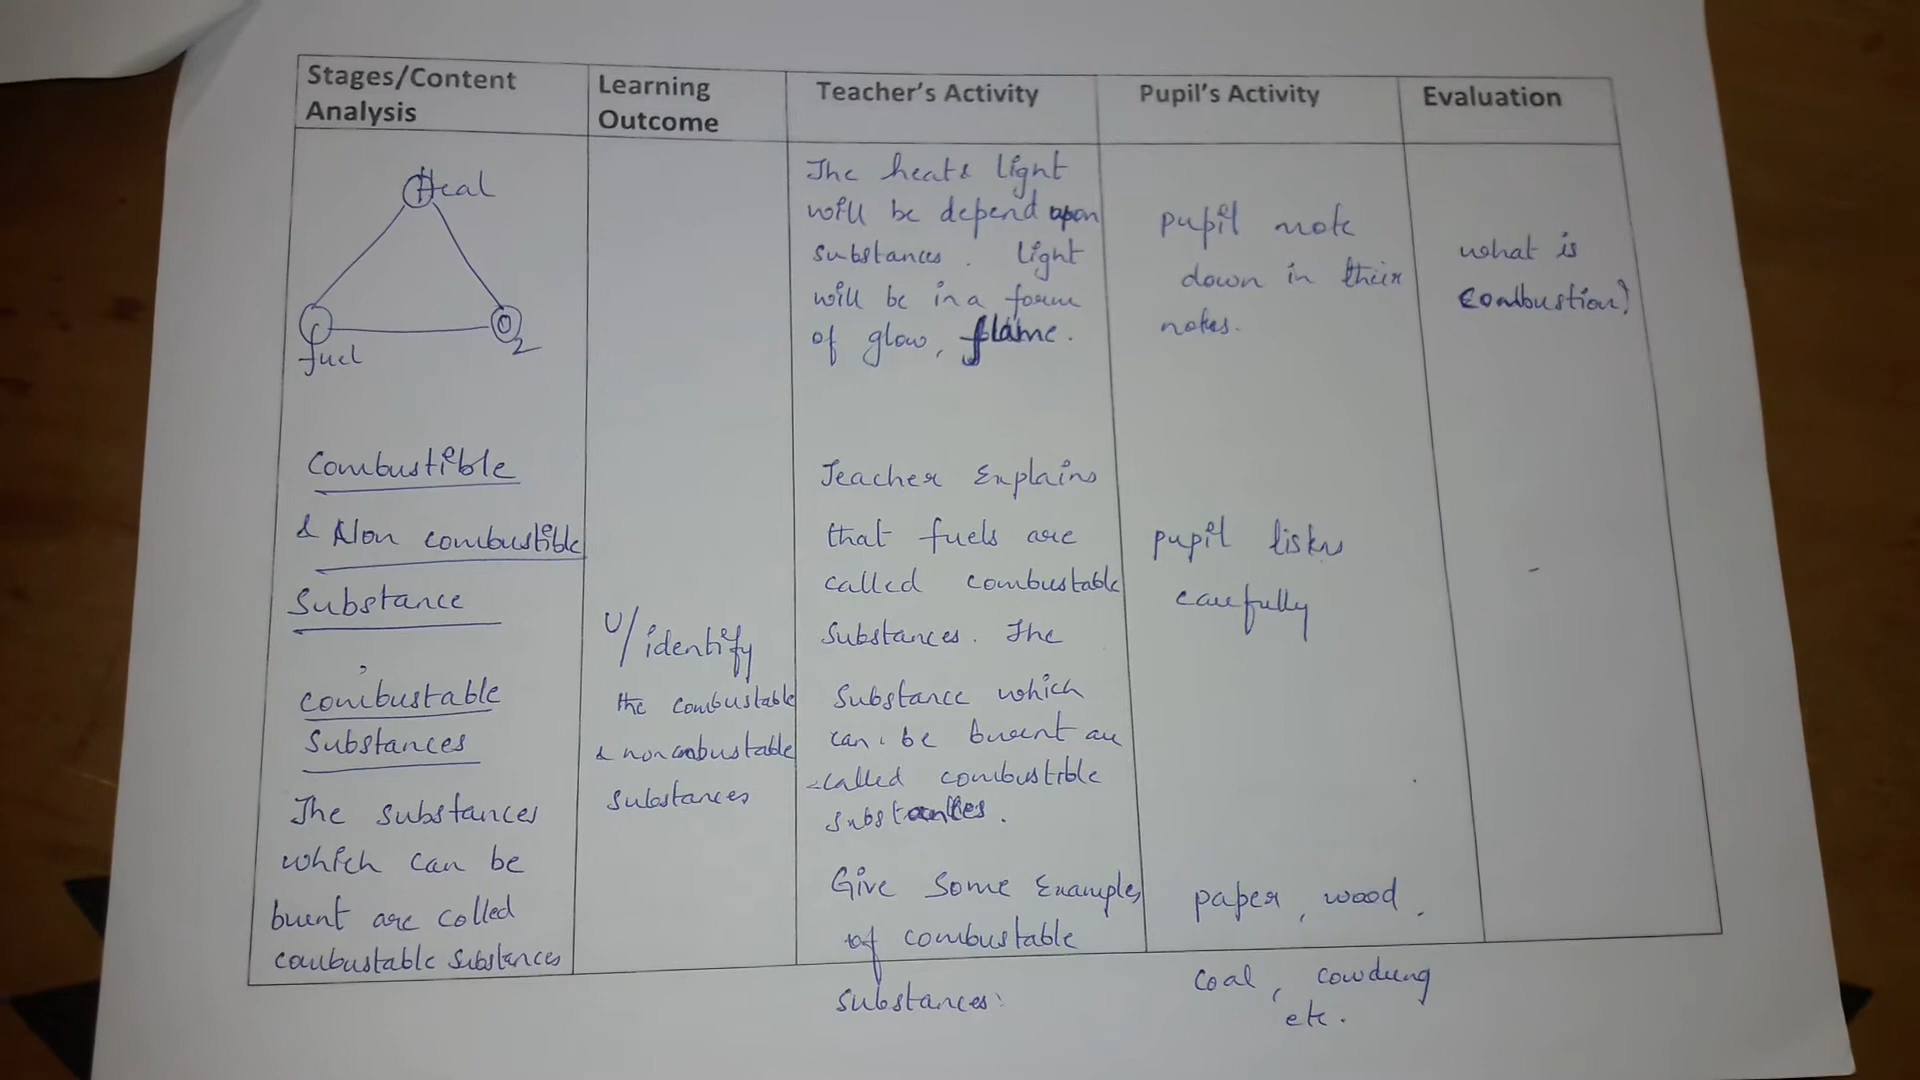 Stages/Content
Analysis
Learning
Outcome
Teacher's Activity
Pupil's Activity
Evaluation
Heat
fuel
O2
The heat & light
will be depend upon
substances. Light
will be in a form
of glow, flame.
pupil note
down in their
notes.
what is
combustion?
Combustible
& Non combustible
Substance
combustable
substances
The substances
which can be
burnt are called
combustable substances
U/identify
the combustable
& noncombustable
substances
Teacher Explains
that fuels are
called combustable
substances. The
substance which
can be burent are
called combustible
substances.
Give some Examples
of combustable
substances:
pupil listens
carefully
-
paper, wood,
coal, cowdung
etc.